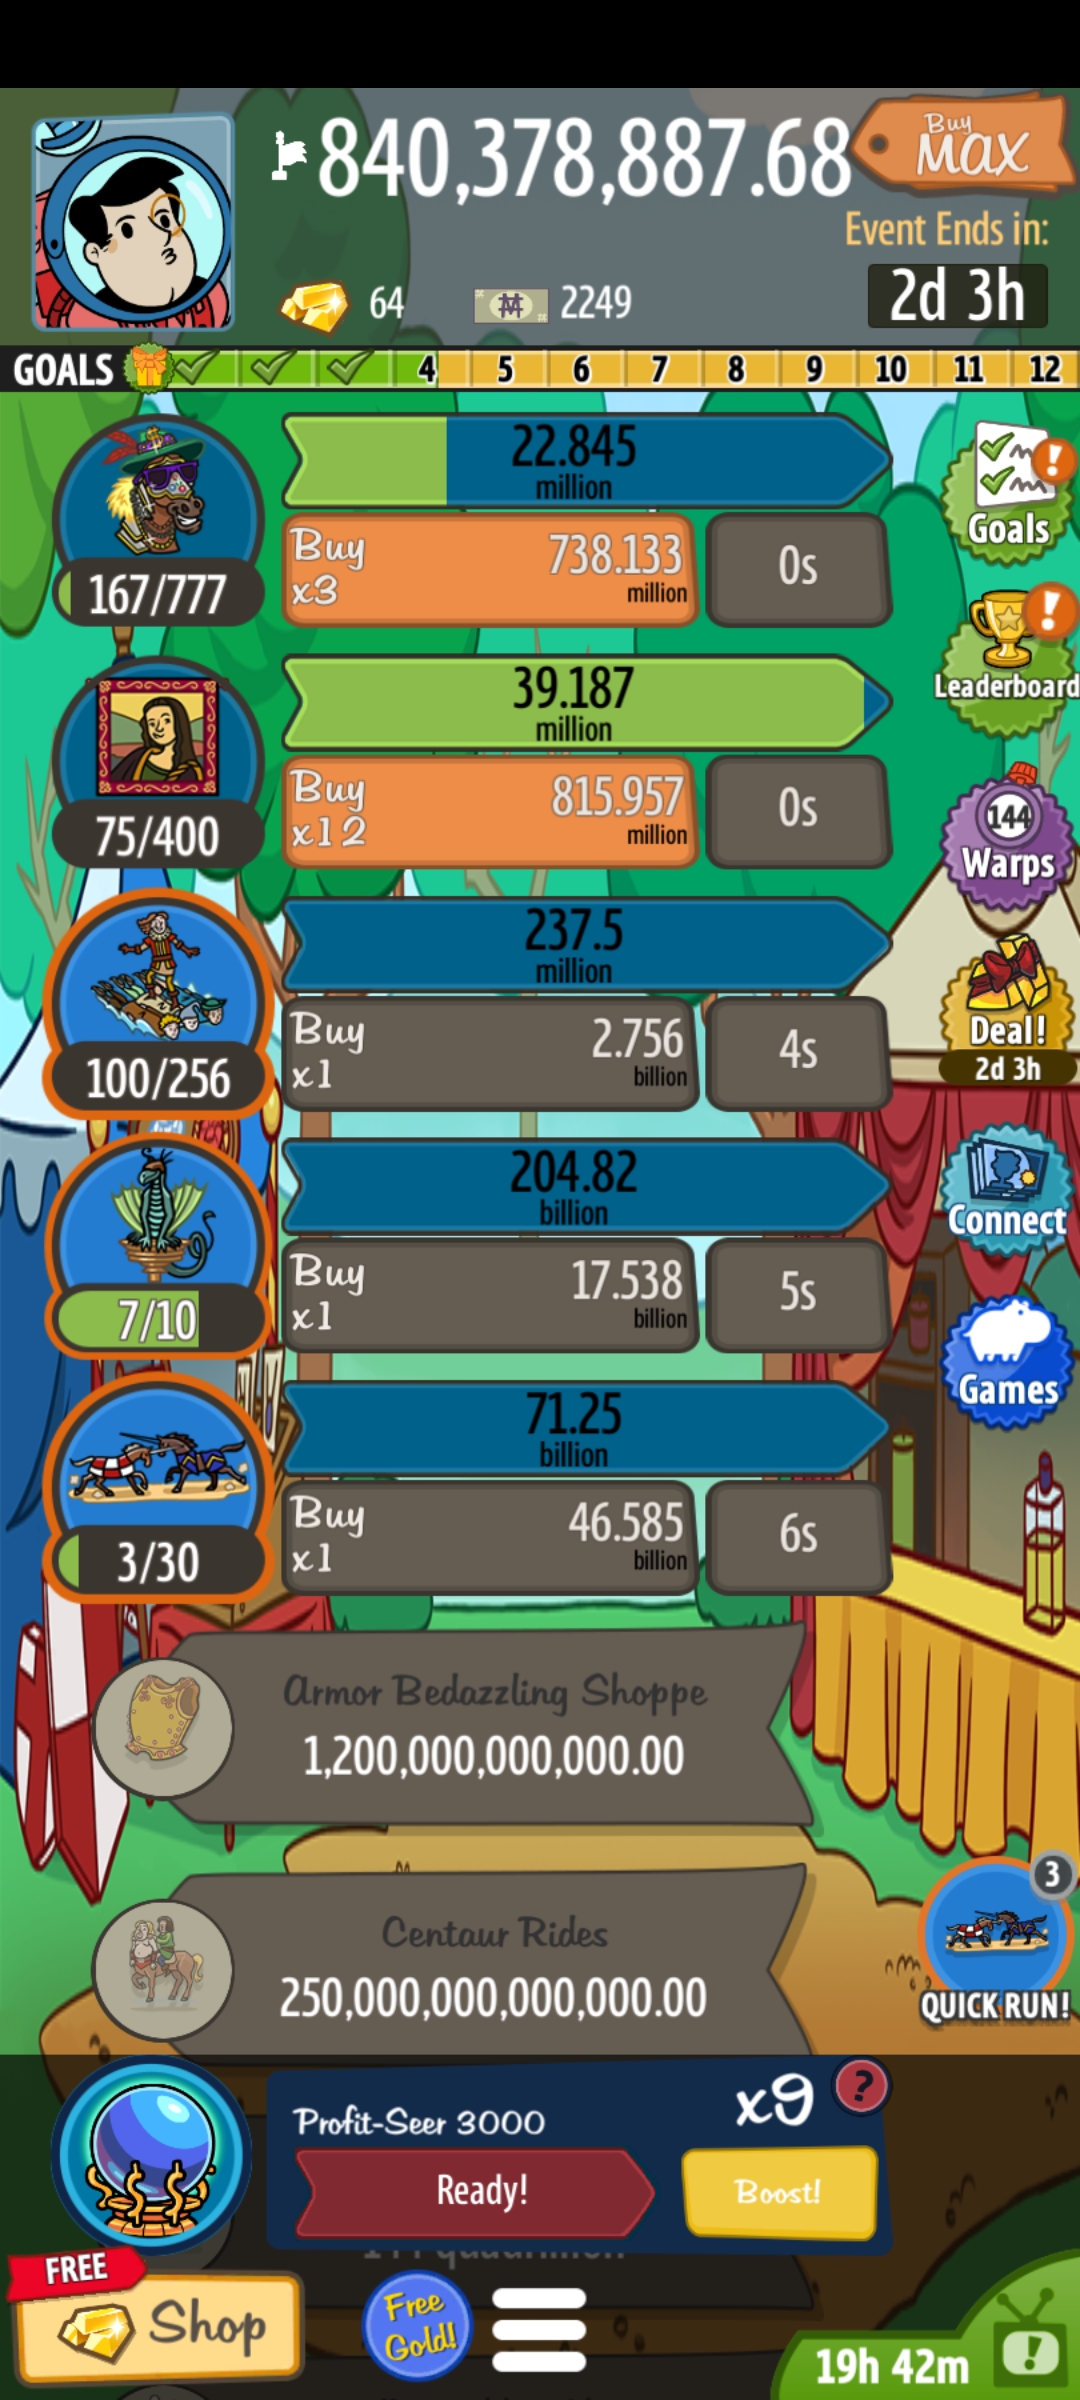 840,378,887.68
Buy
MAX
Event Ends in:
2d 3h
64
2249
GOALS
4 5 6 7 8 9 10 11 12
22.845
million
Buy
x3
738.133
million
0s
167/777
Goals
39.187
million
Buy
x12
815.957
million
0s
75/400
Leaderboard
144
Warps
237.5
million
Buy
x1
2.756
billion
4s
100/256
Deal!
2d 3h
204.82
billion
Buy
x1
17.538
billion
5s
7/10
Connect
Games
71.25
billion
Buy
x1
46.585
billion
6s
3/30
Armor Bedazzling Shoppe
1,200,000,000,000.00
Centaur Rides
250,000,000,000,000.00
3
QUICK RUN!
Profit-Seer 3000
x9
?
Ready!
Boost!
FREE
Shop
Free
Gold!
19h 42m